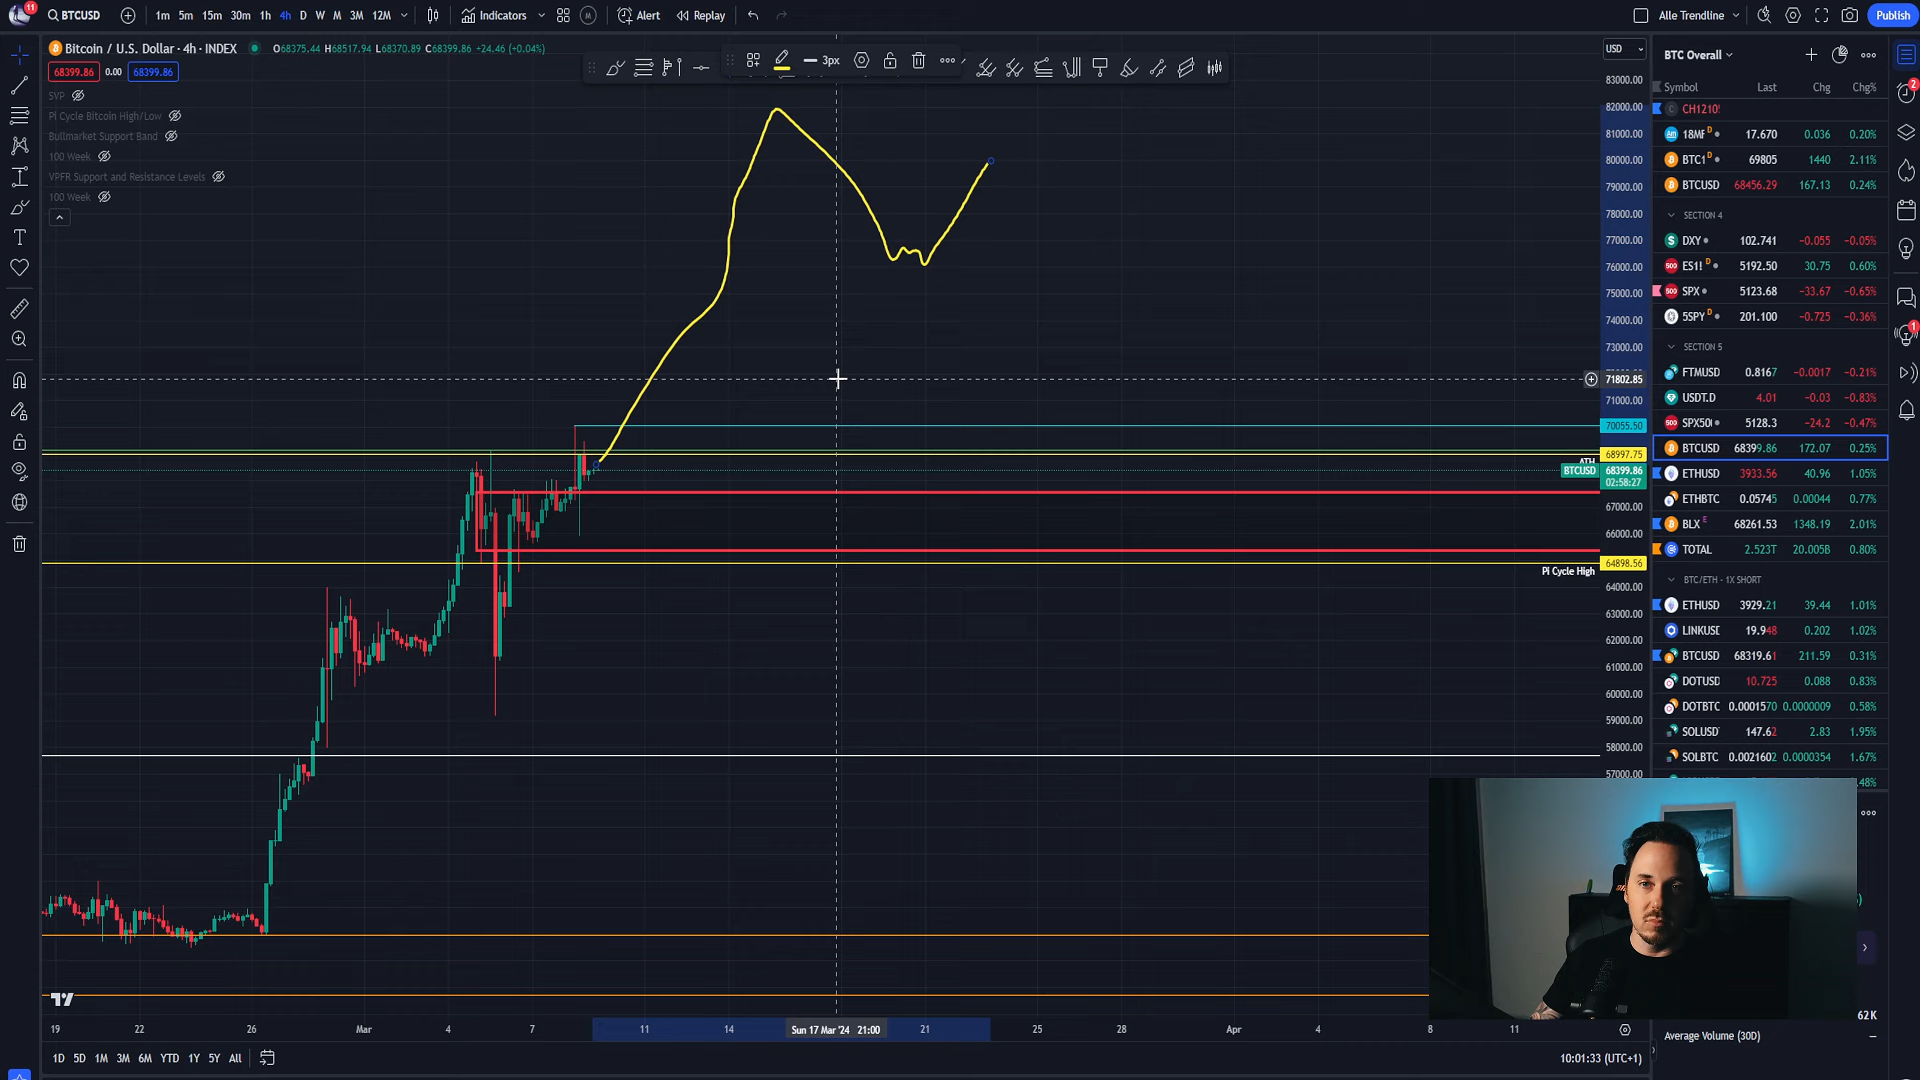 11 BTCUSD 1m 5m 15m 30m 1h 4h D W M 3M 12M Indicators Alert Replay Alle Trendline Publish
Bitcoin / U.S. Dollar · 4h · INDEX O68375.44 H68517.94 L68370.89 C68399.86 +24.46 (+0.04%)
68399.86 0.00 68399.86
SVP
Pi Cycle Bitcoin High/Low
Bullmarket Support Band
100 Week
VPFR Support and Resistance Levels
100 Week
3px
USD
83000.00
82000.00
81000.00
80000.00
79000.00
78000.00
77000.00
76000.00
75000.00
74000.00
73000.00
71802.85
71000.00
70055.50
68997.75
ATH
BTCUSD 68399.86
02:58:27
67000.00
66000.00
64898.56
Pi Cycle High
64000.00
63000.00
62000.00
61000.00
60000.00
59000.00
58000.00
57000.00
19 22 26 Mar 4 7 11 14 Sun 17 Mar '24 21:00 21 25 28 Apr 4 8 11
1D 5D 1M 3M 6M YTD 1Y 5Y All
10:01:33 (UTC+1)
BTC Overall
Symbol Last Chg Chg%
CH1210!
18MF D 17.670 0.036 0.20%
BTC1 D 69805 1440 2.11%
BTCUSD 68456.29 167.13 0.24%
SECTION 4
DXY 102.741 −0.055 −0.05%
ES1! D 5192.50 30.75 0.60%
SPX 5123.68 −33.67 −0.65%
5SPY D 201.100 −0.725 −0.36%
SECTION 5
FTMUSD 0.8167 −0.0017 −0.21%
USDT.D 4.01 −0.03 −0.83%
SPX50 5128.3 −24.2 −0.47%
BTCUSD 68399.86 172.07 0.25%
ETHUSD 3933.56 40.96 1.05%
ETHBTC 0.05745 0.00044 0.77%
BLX E 68261.53 1348.19 2.01%
TOTAL 2.523T 20.005B 0.80%
BTC/ETH - 1X SHORT
ETHUSD 3929.21 39.44 1.01%
LINKUSD 19.948 0.202 1.02%
BTCUSD 68319.61 211.59 0.31%
DOTUSD 10.725 0.088 0.83%
DOTBTC 0.0001570 0.0000009 0.58%
SOLUSD 147.62 2.83 1.95%
SOLBTC 0.0021602 0.0000354 1.67%
.48%
62K
Average Volume (30D) —
2
1